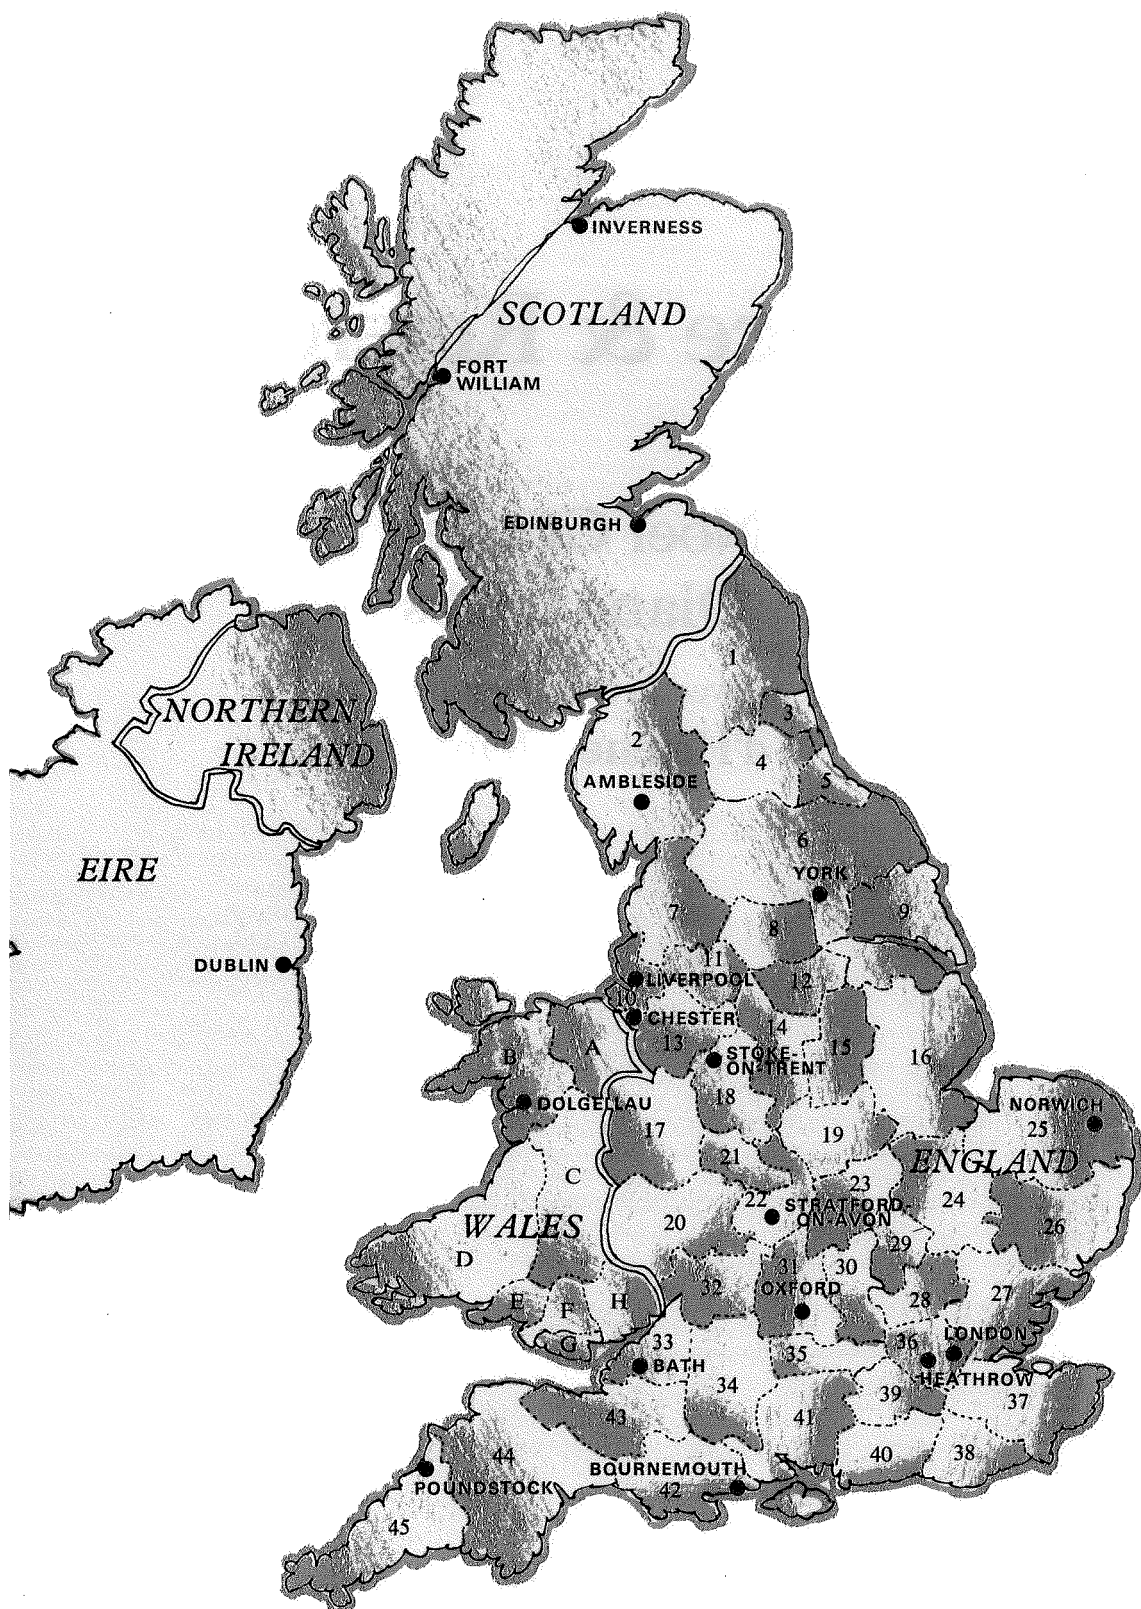 INVERNESS
SCOTLAND
FORT
WILLIAM
EDINBURGH
1
NORTHERN
IRELAND
3
2
4
5
AMBLESIDE
6
EIRE
YORK
7
8
9
DUBLIN
11
LIVERPOOL
12
10
CHESTER
14
13
A
B
15
16
STOKE-
ON-TRENT
18
DOLGELLAU
NORWICH
25
17
19
21
ENGLAND
C
23
22
24
STRATFORD
ON-AVON
20
WALES
26
29
D
31
30
32
OXFORD
27
28
E
F
H
G
33
36
LONDON
BATH
35
HEATHROW
34
39
37
43
41
44
40
38
BOURNEMOUTH
POUNDSTOCK
42
45